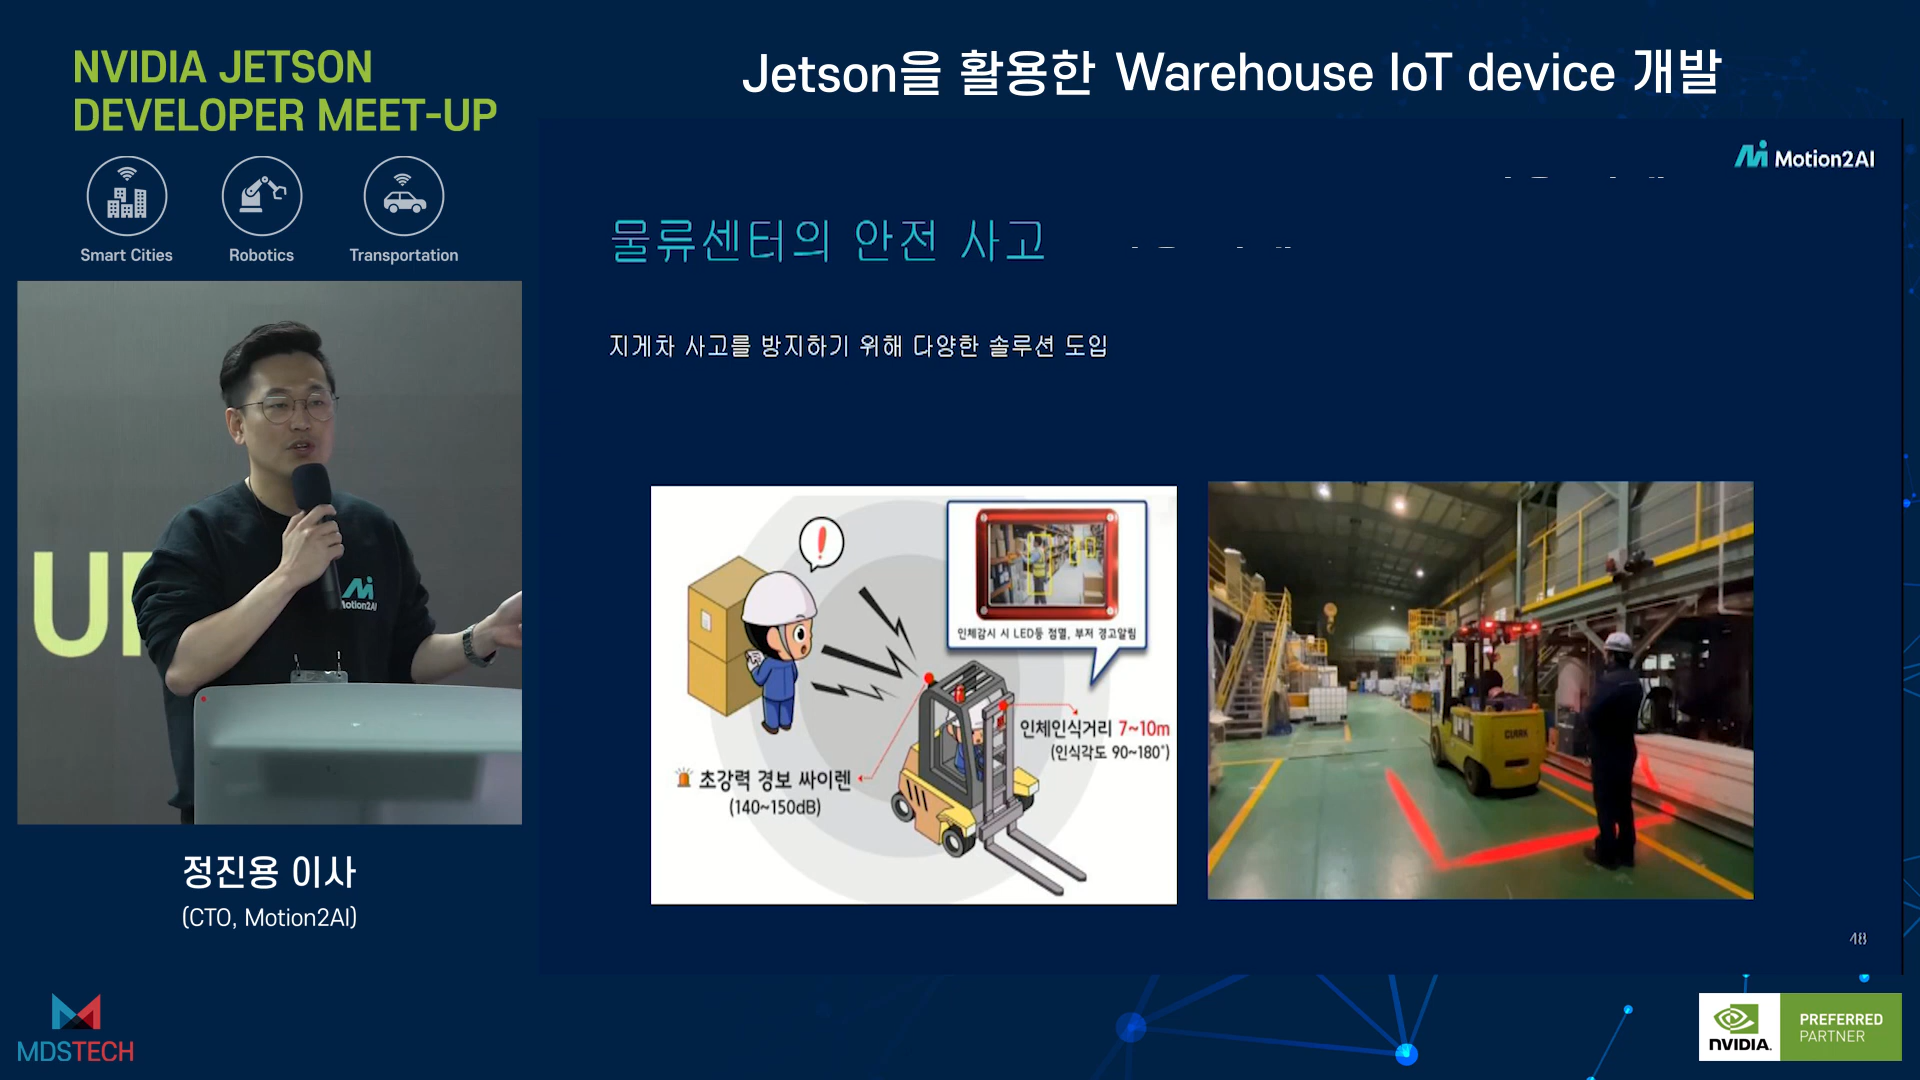 NVIDIA JETSON
DEVELOPER MEET-UP
Smart Cities
Robotics
Transportation
Jetson을 활용한 Warehouse IoT device 개발
Motion2AI
물류센터의 안전 사고
지게차 사고를 방지하기 위해 다양한 솔루션 도입
인체감시 시 LED등 점멸, 부저 경고알림
인체인식거리 7~10m
(인식각도 90~180°)
초강력 경보 싸이렌
(140~150dB)
CLARK
48
UP
Motion2AI
정진용 이사
(CTO, Motion2AI)
MDSTECH
NVIDIA.
PREFERRED
PARTNER